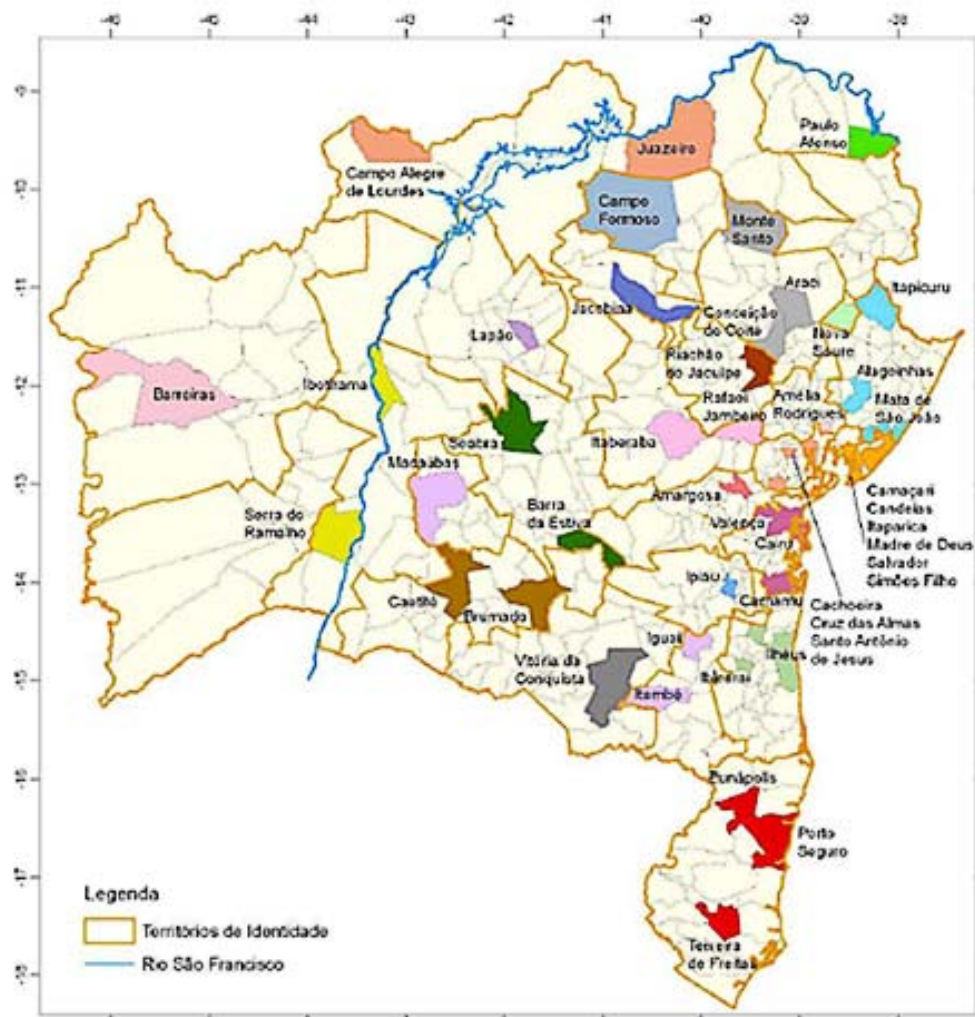 -46 -45 -44 -43 -42 -41 -40 -39 -38
-9
-10
-11
-12
-13
-14
-15
-16
-17
-18
Paulo
Afonso
Juazeiro
Campo Alegre
de Lourdes
Campo
Formoso
Monte
Santo
Araci
Itapicuru
Jacobina
Conceição
do Coité
Lapão
Nova
Soure
Riachão
do Jacuípe
Alagoinhas
Ibotirama
Barreiras
Rafael
Jambeiro
Amélia
Rodrigues
Mata de
São João
Seabra
Itaberaba
Macaúbas
Amargosa
Camaçari
Candeias
Itaparica
Madre de Deus
Salvador
Simões Filho
Serra do
Ramalho
Barra
da Estiva
Valença
Cairu
Ipiaú
Camamu
Cachoeira
Cruz das Almas
Santo Antônio
de Jesus
Caetité
Brumado
Iguaí
Ilhéus
Vitória da
Conquista
Itambé
Eunápolis
Porto
Seguro
Teixeira
de Freitas
Legenda
Territórios de Identidade
Rio São Francisco